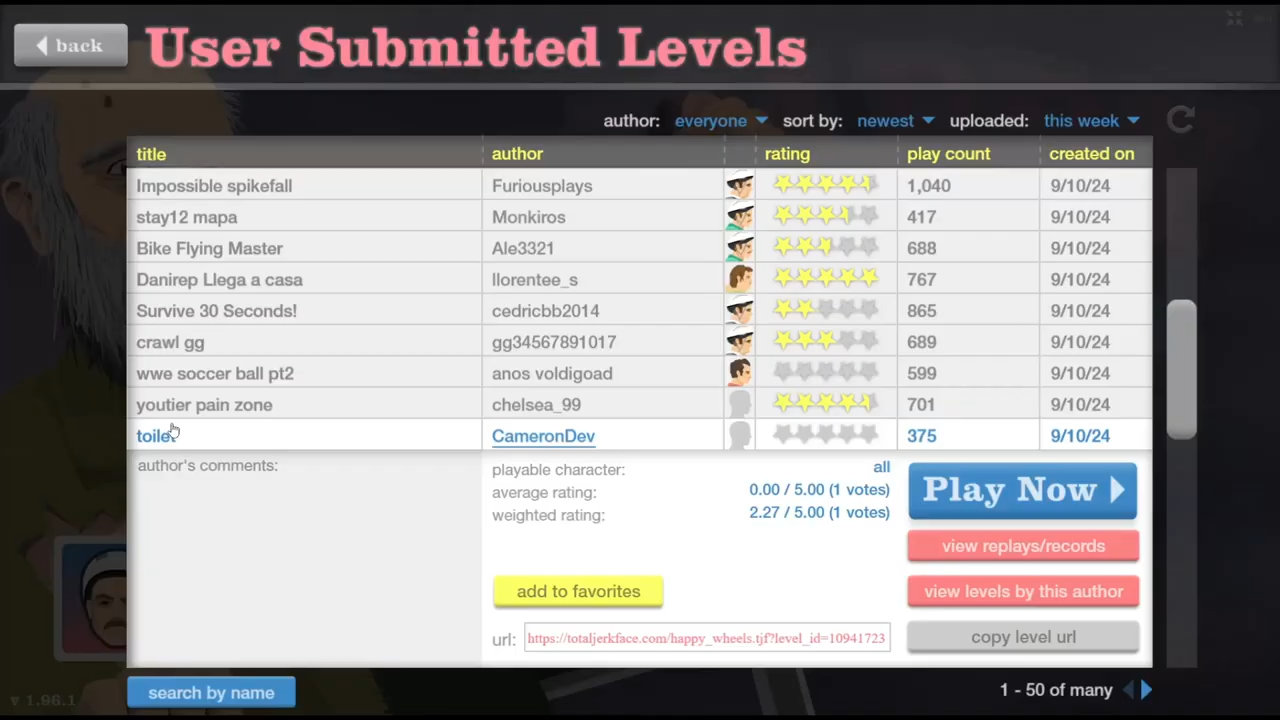 back
User Submitted Levels
author: everyone sort by: newest uploaded: this week
title author rating play count created on
Impossible spikefall Furiousplays 1,040 9/10/24
stay12 mapa Monkiros 417 9/10/24
Bike Flying Master Ale3321 688 9/10/24
Danirep Llega a casa llorentee_s 767 9/10/24
Survive 30 Seconds! cedricbb2014 865 9/10/24
crawl gg gg34567891017 689 9/10/24
wwe soccer ball pt2 anos voldigoad 599 9/10/24
youtier pain zone chelsea_99 701 9/10/24
toilet CameronDev 375 9/10/24
author's comments:
playable character: all
average rating: 0.00 / 5.00 (1 votes)
weighted rating: 2.27 / 5.00 (1 votes)
Play Now
view replays/records
add to favorites
view levels by this author
url: https://totaljerkface.com/happy_wheels.tjf?level_id=10941723
copy level url
search by name
1 - 50 of many
v 1.96.1